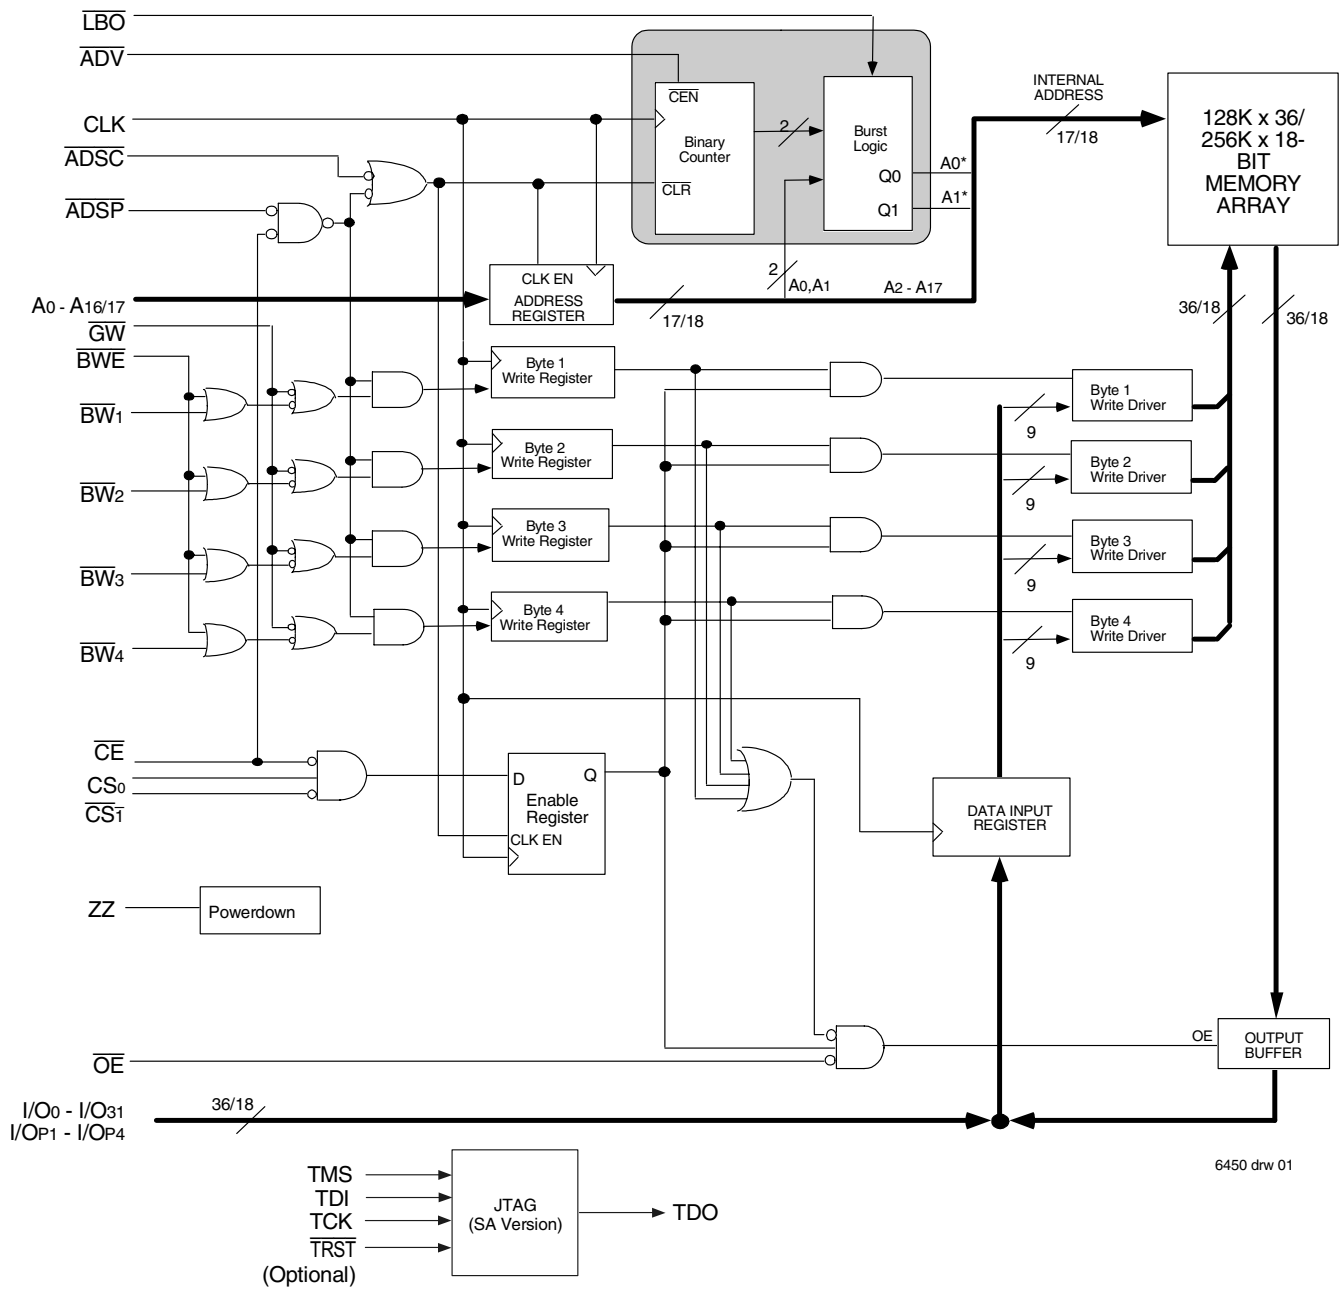 LBO
ADV
CLK
ADSC
ADSP
CEN
Binary
Counter
CLR
2
Burst
Logic
Q0
Q1
A0*
A1*
INTERNAL
ADDRESS
17/18
128K x 36/
256K x 18-
BIT
MEMORY
ARRAY
A0 - A16/17
CLK EN
ADDRESS
REGISTER
17/18
2
A0,A1
A2 - A17
36/18
36/18
GW
BWE
BW1
Byte 1
Write Register
Byte 1
Write Driver
9
BW2
Byte 2
Write Register
Byte 2
Write Driver
9
BW3
Byte 3
Write Register
Byte 3
Write Driver
9
BW4
Byte 4
Write Register
Byte 4
Write Driver
9
CE
CS0
CS1
D
Q
Enable
Register
CLK EN
DATA INPUT
REGISTER
ZZ
Powerdown
OE
OE
OUTPUT
BUFFER
I/O0 - I/O31
I/OP1 - I/OP4
36/18
6450 drw 01
TMS
TDI
TCK
TRST
(Optional)
JTAG
(SA Version)
TDO